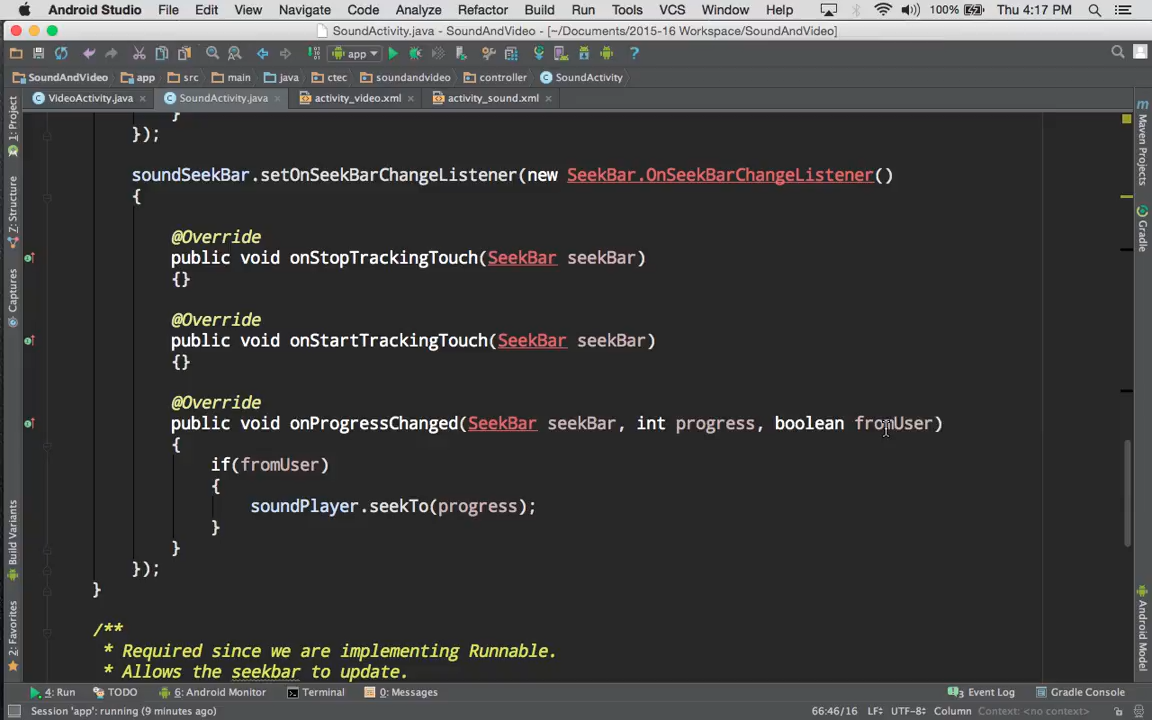 Android Studio File Edit View Navigate Code Analyze Refactor Build Run Tools VCS Window Help 100% Thu 4:17 PM
SoundActivity.java - SoundAndVideo - [~/Documents/2015-16 Workspace/SoundAndVideo]
app
SoundAndVideo app src main java ctec soundandvideo controller SoundActivity
VideoActivity.java SoundActivity.java activity_video.xml activity_sound.xml
}
});
soundSeekBar.setOnSeekBarChangeListener(new SeekBar.OnSeekBarChangeListener()
{
@Override
public void onStopTrackingTouch(SeekBar seekBar)
{}
@Override
public void onStartTrackingTouch(SeekBar seekBar)
{}
@Override
public void onProgressChanged(SeekBar seekBar, int progress, boolean fromUser)
{
if(fromUser)
{
soundPlayer.seekTo(progress);
}
}
});
}
/**
* Required since we are implementing Runnable.
* Allows the seekbar to update.
1: Project
Z: Structure
Captures
Build Variants
2: Favorites
Maven Projects
Gradle
Android Model
4: Run TODO 6: Android Monitor Terminal 0: Messages 3 Event Log Gradle Console
Session 'app': running (9 minutes ago) 66:46/16 LF÷ UTF-8÷ Column Context: <no context>